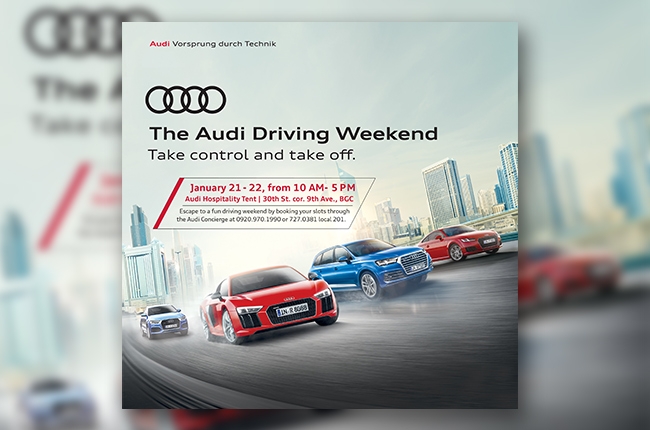 Audi Vorsprung durch Technik
The Audi Driving Weekend
Take control and take off.
January 21 - 22, from 10 AM- 5 PM
Audi Hospitality Tent | 30th St. cor. 9th Ave., BGC
Escape to a fun driving weekend by booking your slots through
the Audi Concierge at 0920.970.1990 or 727.0381 local 201.
IN·R 8088